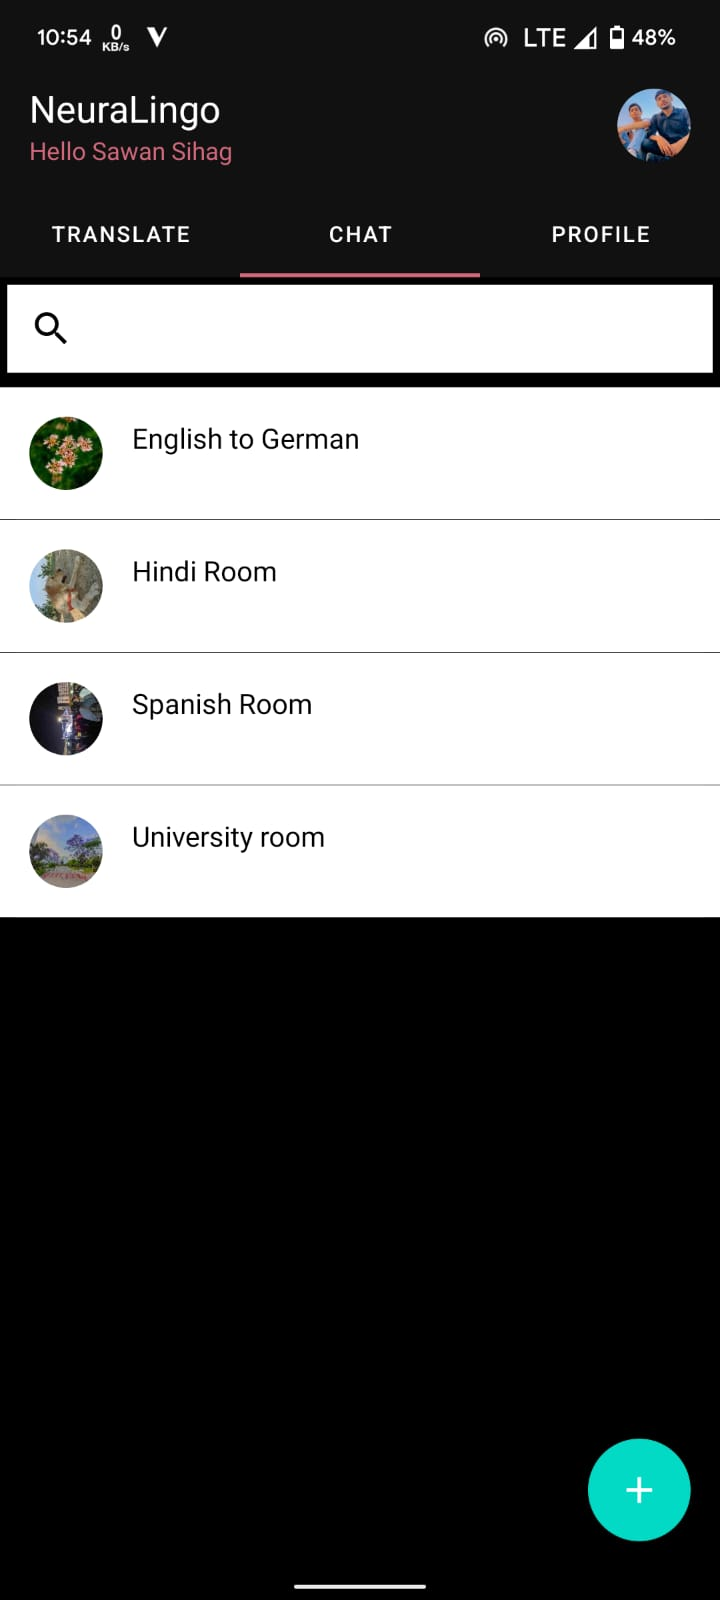 10:54 0 KB/s V LTE 48%
NeuraLingo
Hello Sawan Sihag
TRANSLATE CHAT PROFILE
English to German
Hindi Room
Spanish Room
University room
+